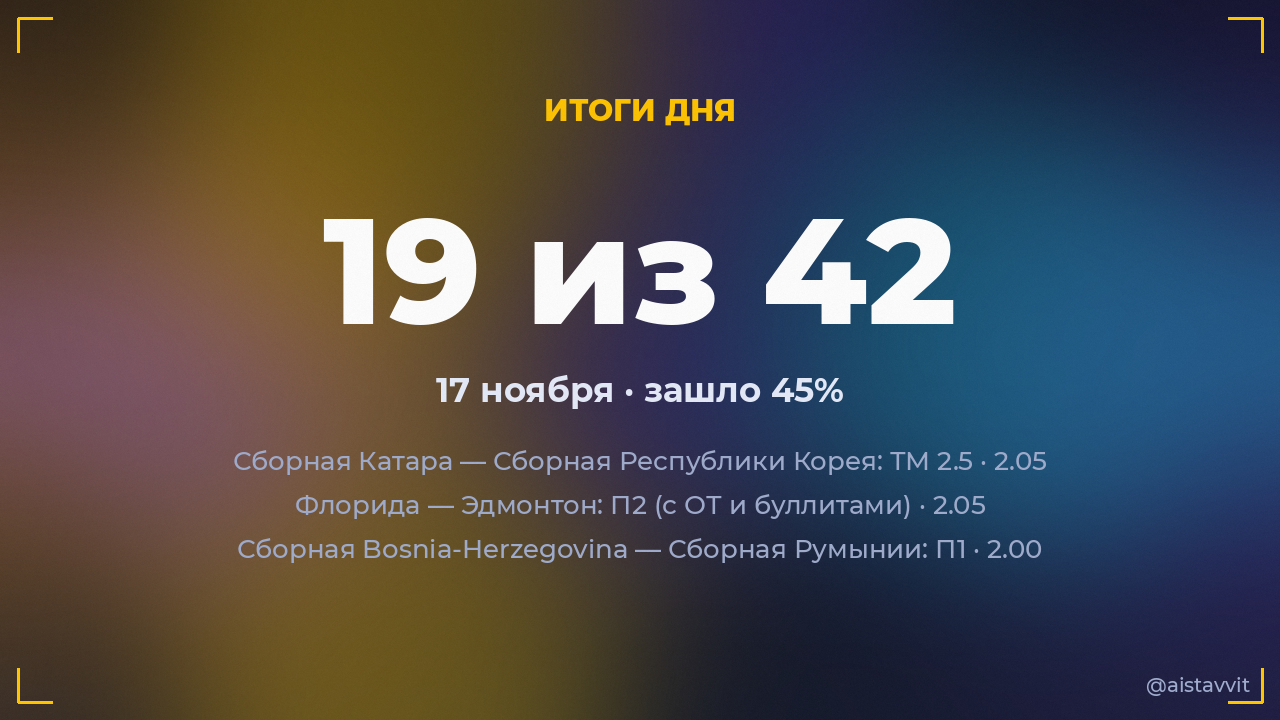 ИТОГИ ДНЯ
19 из 42
17 ноября · зашло 45%
Сборная Катара — Сборная Республики Корея: ТМ 2.5 · 2.05
Флорида — Эдмонтон: П2 (с ОТ и буллитами) · 2.05
Сборная Bosnia-Herzegovina — Сборная Румынии: П1 · 2.00
@aistavvit